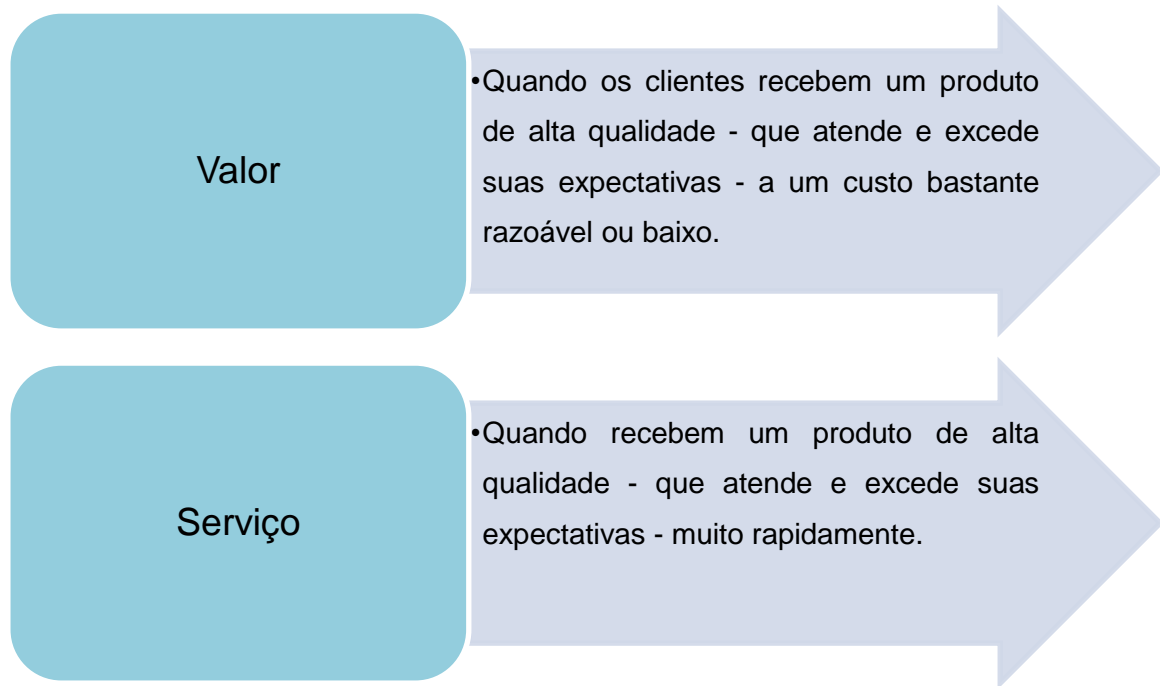 Valor
•Quando os clientes recebem um produto
de alta qualidade - que atende e excede
suas expectativas - a um custo bastante
razoável ou baixo.
Serviço
•Quando recebem um produto de alta
qualidade - que atende e excede suas
expectativas - muito rapidamente.